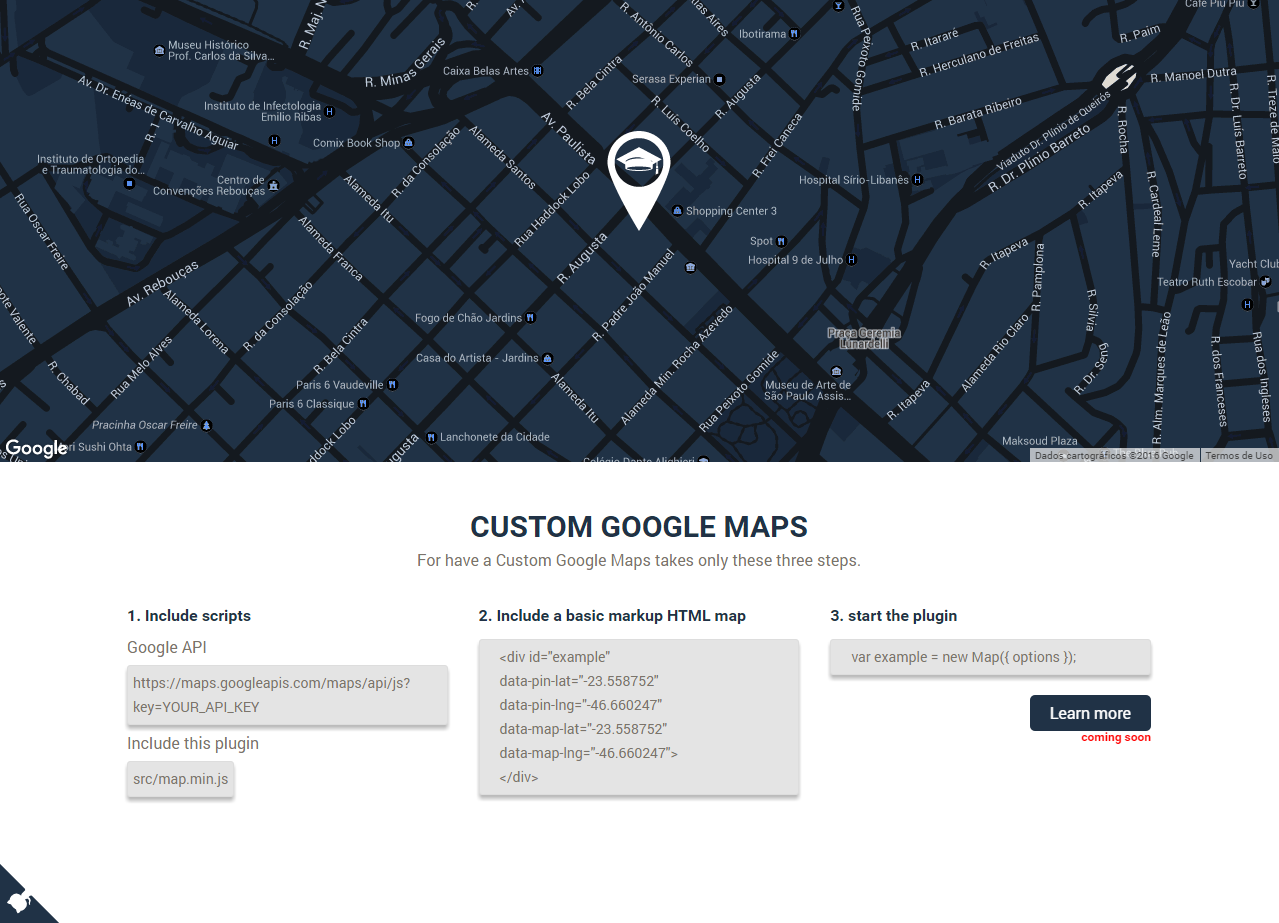 Café Piu Piu
R. Antônio Carlos
Ibotirama
Rua Peixoto Gomide
R. Itararé
R. Paim
Museu Histórico
Prof. Carlos da Silva...
R. Minas Gerais
Caixa Belas Artes
R. Bela Cintra
Serasa Experian
R. Augusta
R. Herculano de Freitas
R. Manoel Dutra
Av. Dr. Enéas de Carvalho Aguiar
Instituto de Infectologia
Emilio Ribas
Av. Paulista
R. Luís Coelho
R. Frei Caneca
R. Barata Ribeiro
Viaduto Dr. Plínio de Queirós
R. Dr. Plínio Barreto
R. Rocha
R. Dr. Luis Barreto
R. Treze de Maio
R. 1
Comix Book Shop
R. da Consolação
Alameda Santos
Instituto de Ortopedia
e Traumatologia do...
Centro de
Convenções Rebouças
Alameda Itu
Rua Haddock Lobo
Hospital Sírio-Libanês
R. Itapeva
R. Cardeal Leme
Rua Oscar Freire
Alameda Franca
Shopping Center 3
Spot
Hospital 9 de Julho
R. Augusta
R. Padre João Manuel
R. Itapeva
R. Pamplona
Yacht Club
Teatro Ruth Escobar
Av. Rebouças
Alameda Lorena
R. da Consolação
Fogo de Chão Jardins
R. Bela Cintra
Praça Geremia
Lunardelli
R. Sílvia
Casa do Artista - Jardins
Alameda Min. Rocha Azevedo
Alameda Rio Claro
R. Alm. Marques de Leão
R. Chabad
Rua Melo Alves
Paris 6 Vaudeville
Paris 6 Classique
Alameda Itu
Rua Peixoto Gomide
Museu de Arte de
São Paulo Assis...
R. Itapeva
R. Dr. Seng
R. dos Franceses
Rua dos Ingleses
Pracinha Oscar Freire
Lanchonete da Cidade
Maksoud Plaza
Google
Dados cartográficos ©2016 Google
Termos de Uso
CUSTOM GOOGLE MAPS
For have a Custom Google Maps takes only these three steps.
1. Include scripts
Google API
https://maps.googleapis.com/maps/api/js?
key=YOUR_API_KEY
Include this plugin
src/map.min.js
2. Include a basic markup HTML map
<div id="example"
data-pin-lat="-23.558752"
data-pin-lng="-46.660247"
data-map-lat="-23.558752"
data-map-lng="-46.660247">
</div>
3. start the plugin
var example = new Map({ options });
Learn more
coming soon